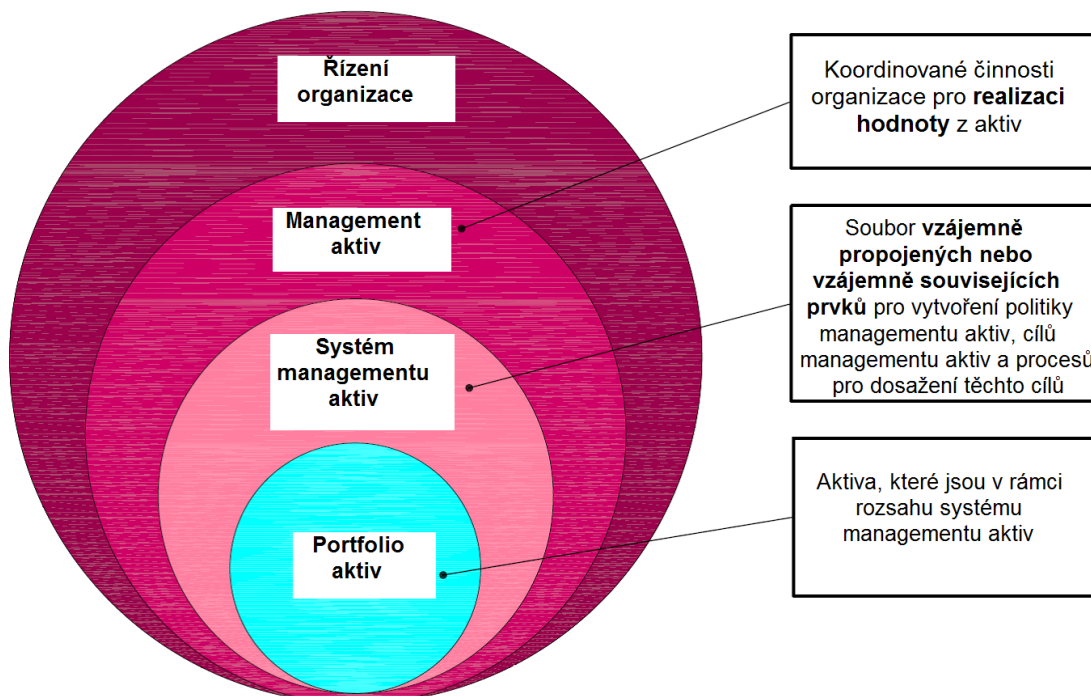 Řízení
organizace
Management
aktiv
Systém
managementu
aktiv
Portfolio
aktiv
Koordinované činnosti
organizace pro realizaci
hodnoty z aktiv
Soubor vzájemně
propojených nebo
vzájemně souvisejících
prvků pro vytvoření politiky
managementu aktiv, cílů
managementu aktiv a procesů
pro dosažení těchto cílů
Aktiva, které jsou v rámci
rozsahu systému
managementu aktiv